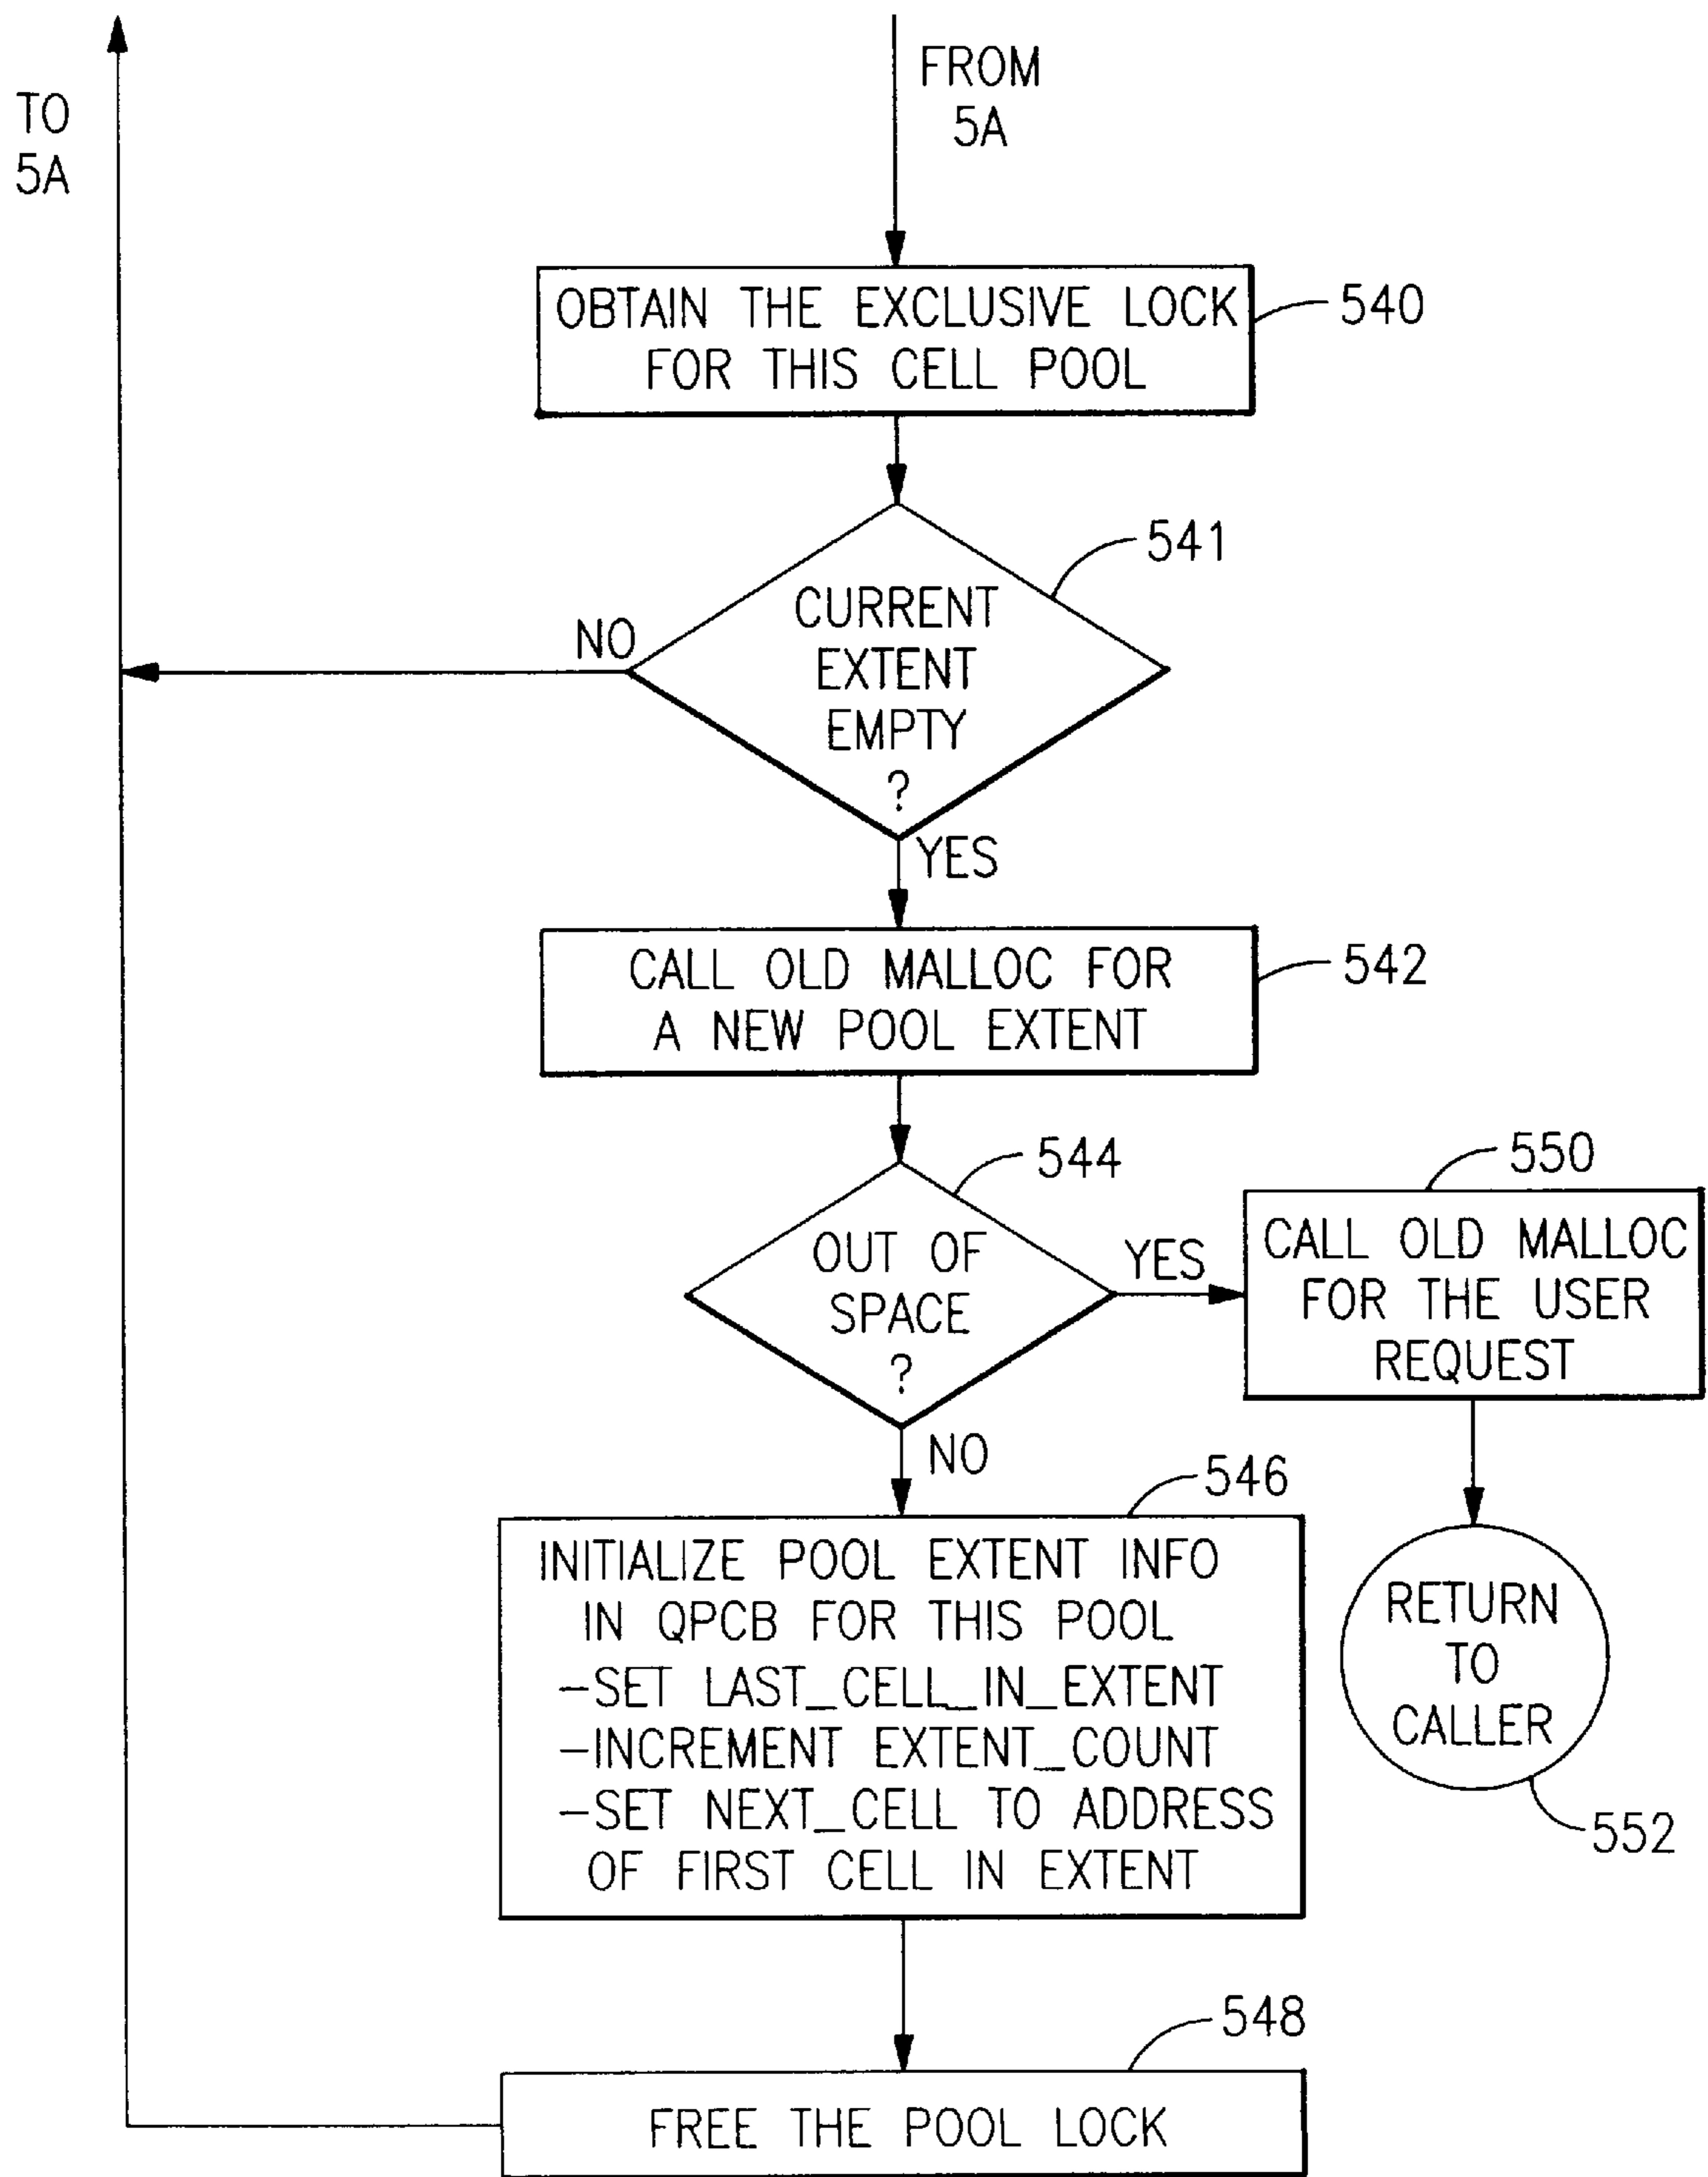 TO
5A
FROM
5A
OBTAIN THE EXCLUSIVE LOCK
FOR THIS CELL POOL
540
541
CURRENT
EXTENT
EMPTY
?
NO
YES
CALL OLD MALLOC FOR
A NEW POOL EXTENT
542
544
OUT OF
SPACE
?
YES
NO
550
CALL OLD MALLOC
FOR THE USER
REQUEST
546
INITIALIZE POOL EXTENT INFO
IN QPCB FOR THIS POOL
-SET LAST_CELL_IN_EXTENT
-INCREMENT EXTENT_COUNT
-SET NEXT_CELL TO ADDRESS
OF FIRST CELL IN EXTENT
RETURN
TO
CALLER
552
548
FREE THE POOL LOCK